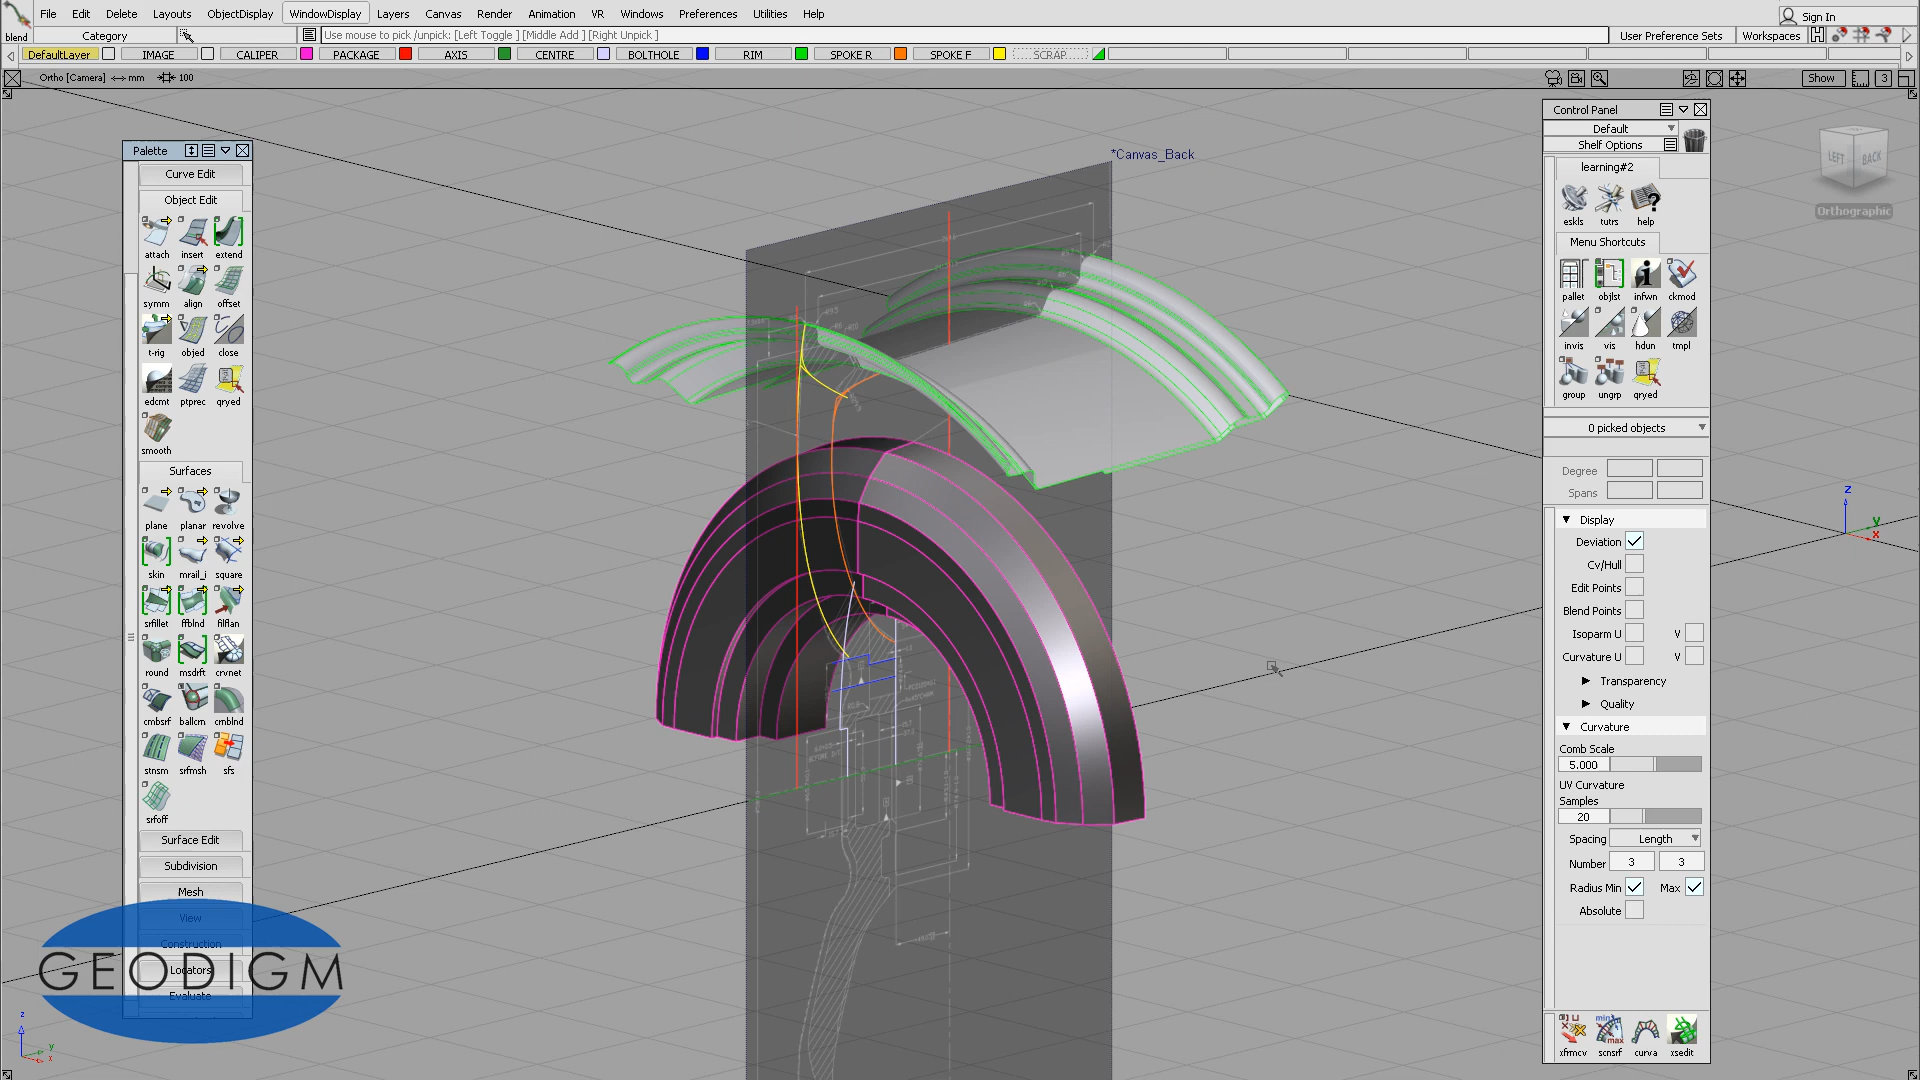 File Edit Delete Layouts ObjectDisplay WindowDisplay Layers Canvas Render Animation VR Windows Preferences Utilities Help
Sign In
blend
Category
Use mouse to pick /unpick: [Left Toggle ] [Middle Add ] [Right Unpick ]
User Preference Sets
Workspaces
DefaultLayer IMAGE CALIPER PACKAGE AXIS CENTRE BOLTHOLE RIM SPOKE R SPOKE F SCRAP
Ortho [Camera] mm 100
Show
3
Palette
Curve Edit
Object Edit
attach insert extend
symm align offset
t-rig objed close
edcmt ptprec qryed
smooth
Surfaces
plane planar revolve
skin mrail_i square
srfillet ffblnd filflan
round msdrft crvnet
cmbsrf ballcrn cmblnd
stnsm srfmsh sfs
srfoff
Surface Edit
Subdivision
Mesh
View
Construction
Locators
Evaluate
GEODIGM
z
y
x
*Canvas_Back
Control Panel
Default
Shelf Options
learning#2
eskls tutrs help
Menu Shortcuts
pallet objlst infwn ckmod
invis vis hdun tmpl
group ungrp qryed
0 picked objects
Degree
Spans
Display
Deviation
Cv/Hull
Edit Points
Blend Points
Isoparm U V
Curvature U V
Transparency
Quality
Curvature
Comb Scale
5.000
UV Curvature
Samples
20
Spacing Length
Number 3 3
Radius Min Max
Absolute
xfrmcv scnsrf curva xsedit
LEFT BACK
Orthographic
z
y
x